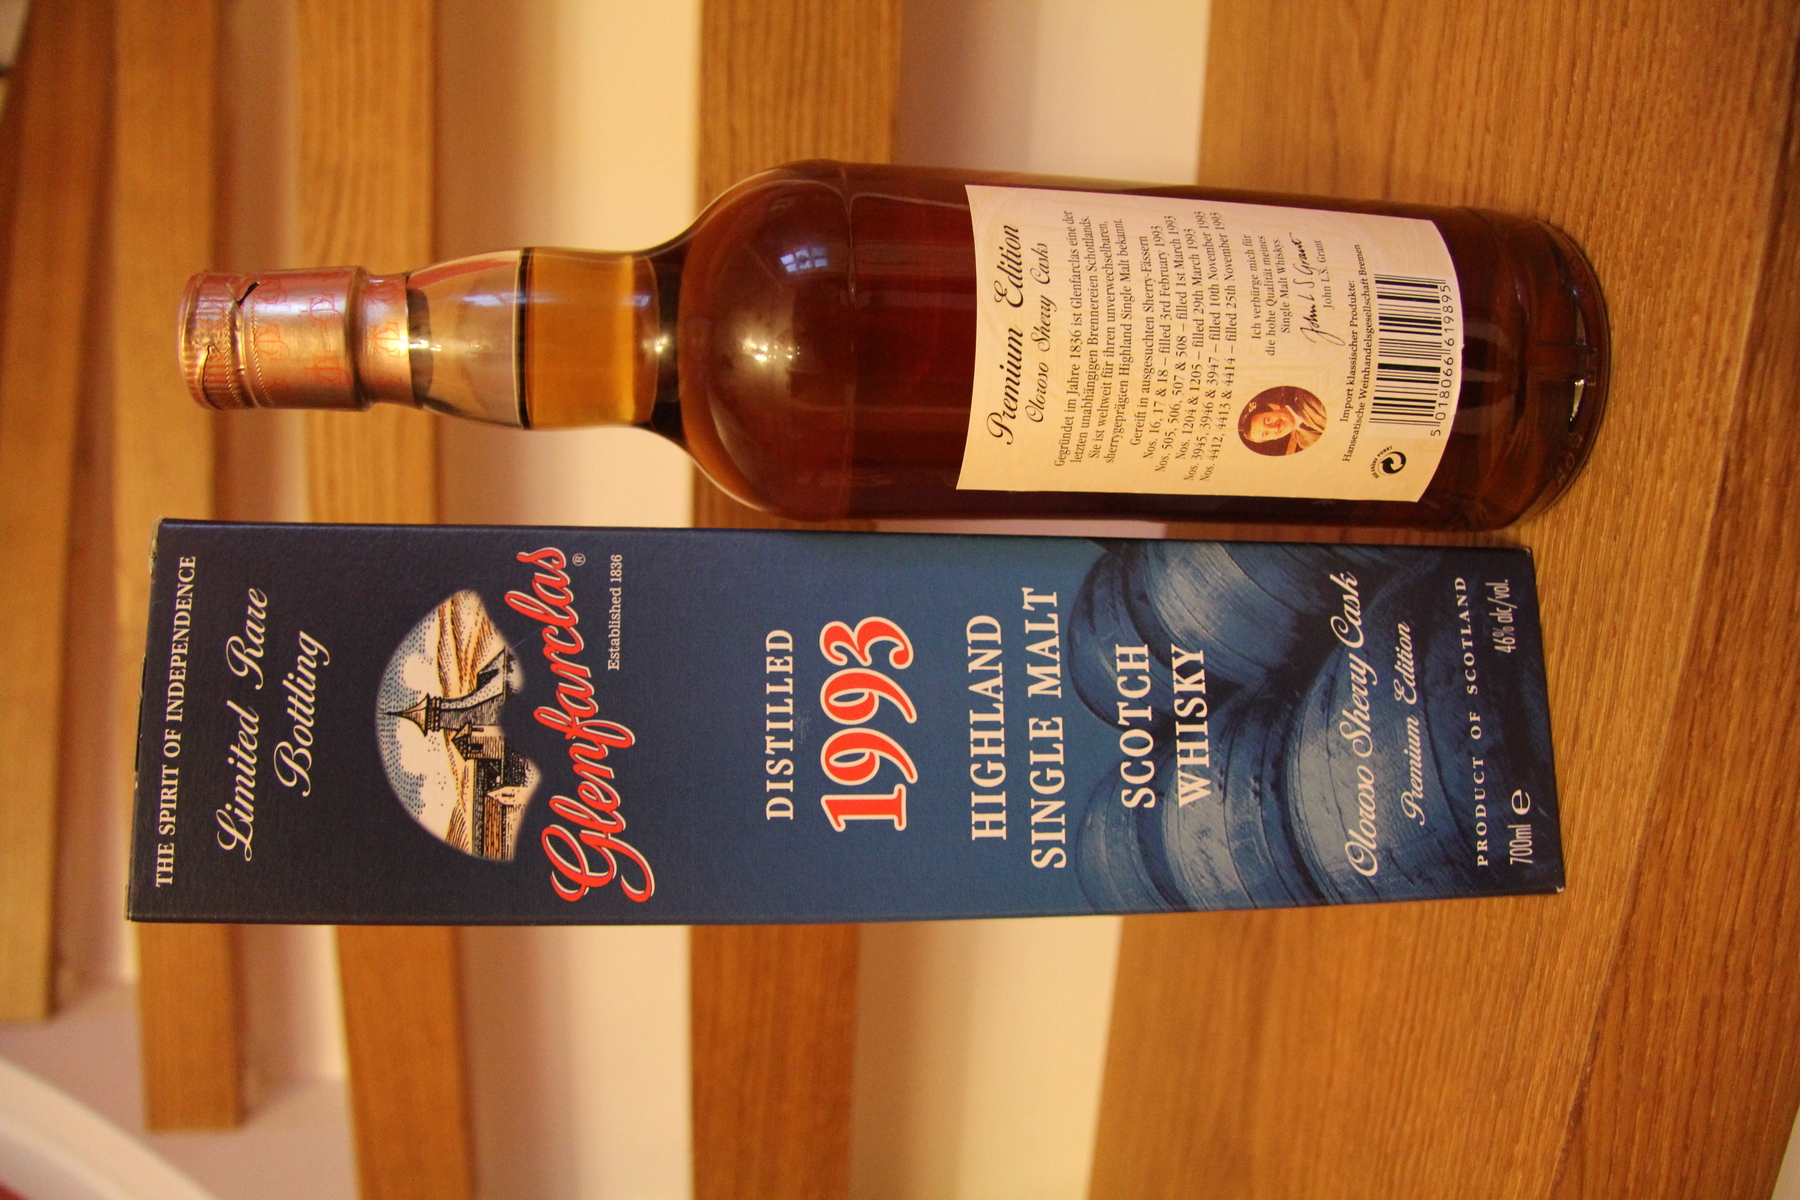 Premium Edition
Oloroso Sherry Casks
Gegründet im Jahre 1836 ist Glenfarclas eine der
letzten unabhängigen Brennereien Schottlands.
Sie ist weltweit für ihren unverwechselbaren,
sherrygeprägten Highland Single Malt bekannt.
Gereift in ausgesuchten Sherry-Fässern
Nos. 16, 17 & 18 – filled 3rd February 1993
Nos. 505, 506, 507 & 508 – filled 1st March 1993
Nos. 1204 & 1205 – filled 29th March 1993
Nos. 3945, 3946 & 3947 – filled 10th November 1993
Nos. 4412, 4413 & 4414 – filled 25th November 1993
Ich verbürge mich für
die hohe Qualität meines
Single Malt Whiskys
John L S Grant
John L.S. Grant
Import klassischer Produkte:
Hanseatische Weinhandelsgesellschaft Bremen
5 018066 619895
THE SPIRIT OF INDEPENDENCE
Limited Rare
Bottling
Glenfarclas®
Established 1836
DISTILLED
1993
HIGHLAND
SINGLE MALT
SCOTCH
WHISKY
Oloroso Sherry Cask
Premium Edition
PRODUCT OF SCOTLAND
700ml e 46% alc/vol.